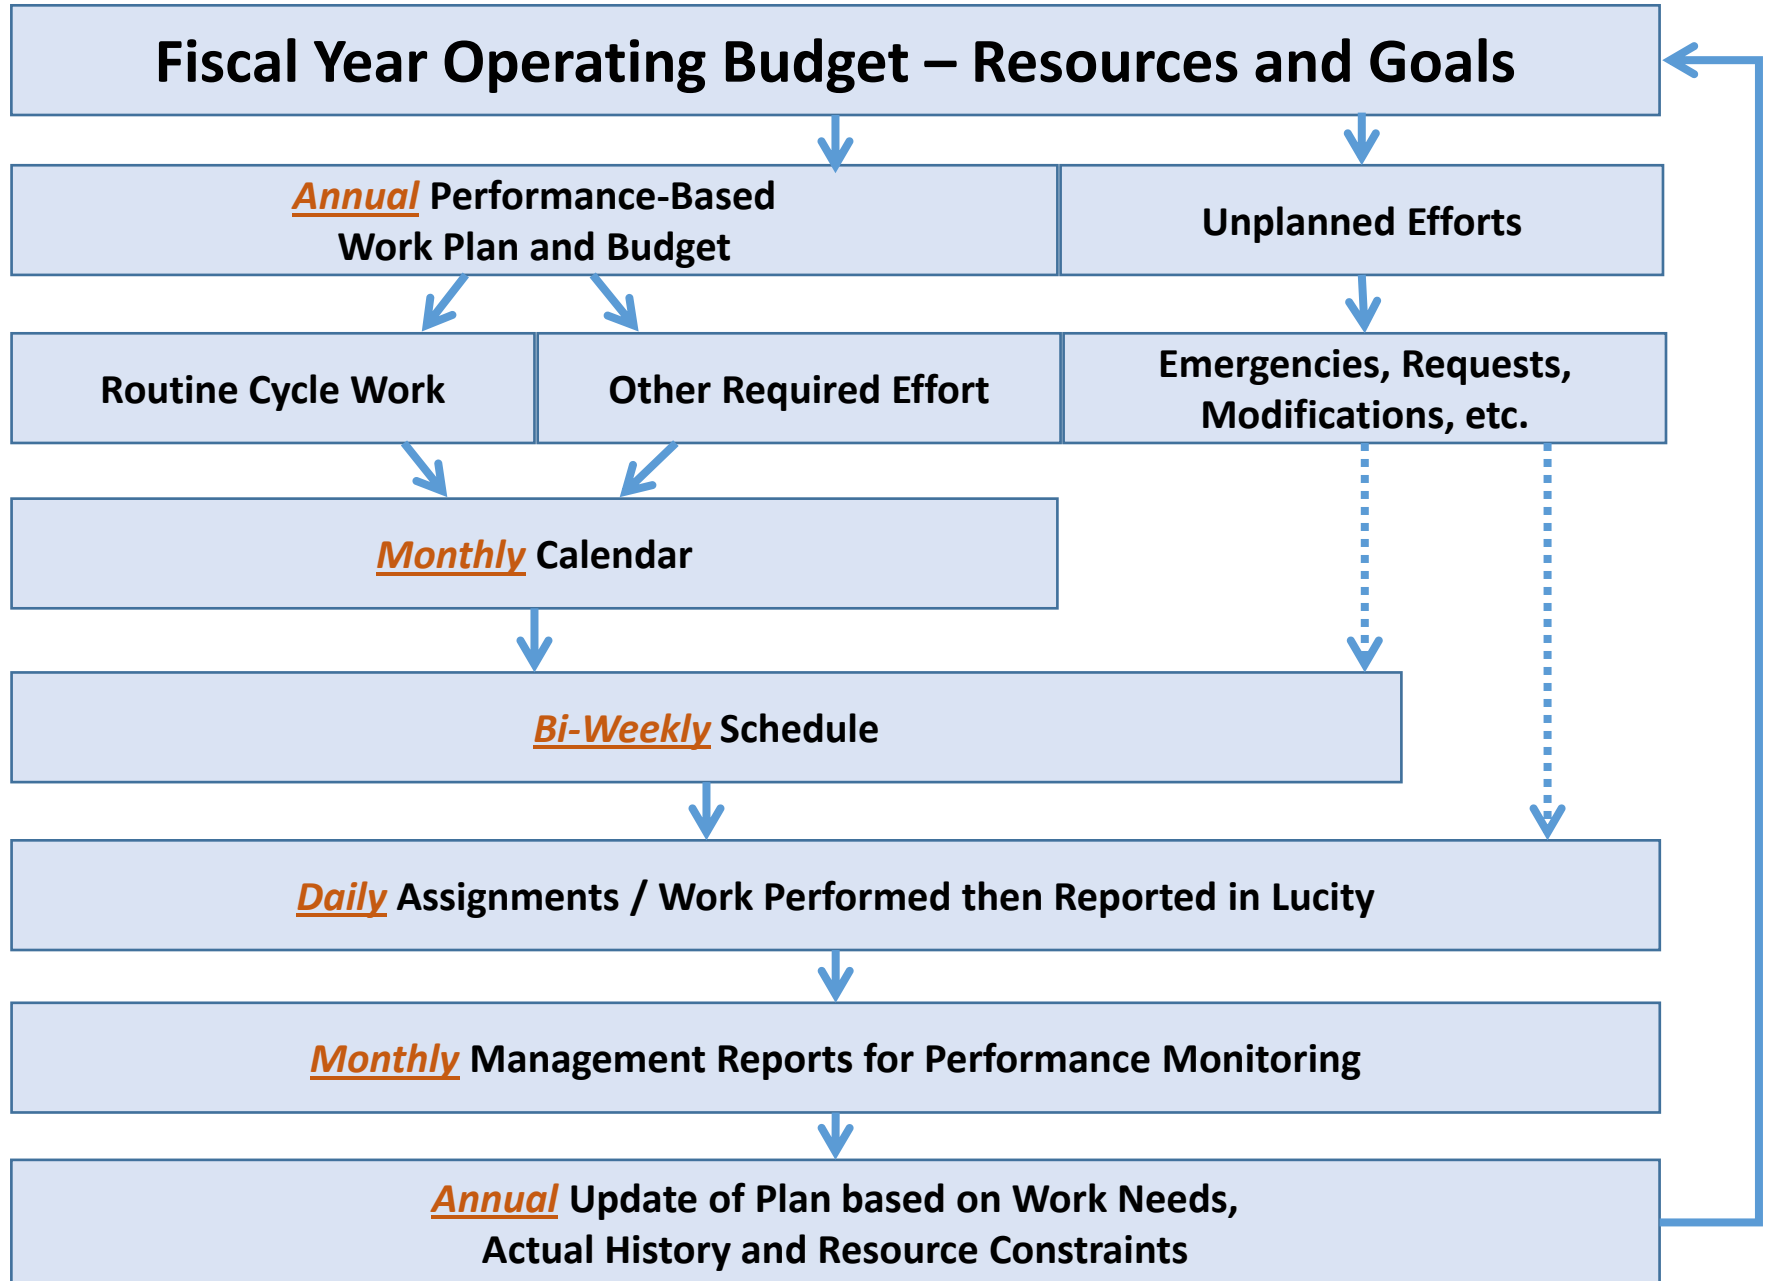 Fiscal Year Operating Budget – Resources and Goals
Annual Performance-Based
Work Plan and Budget
Unplanned Efforts
Routine Cycle Work
Other Required Effort
Emergencies, Requests,
Modifications, etc.
Monthly Calendar
Bi-Weekly Schedule
Daily Assignments / Work Performed then Reported in Lucity
Monthly Management Reports for Performance Monitoring
Annual Update of Plan based on Work Needs,
Actual History and Resource Constraints